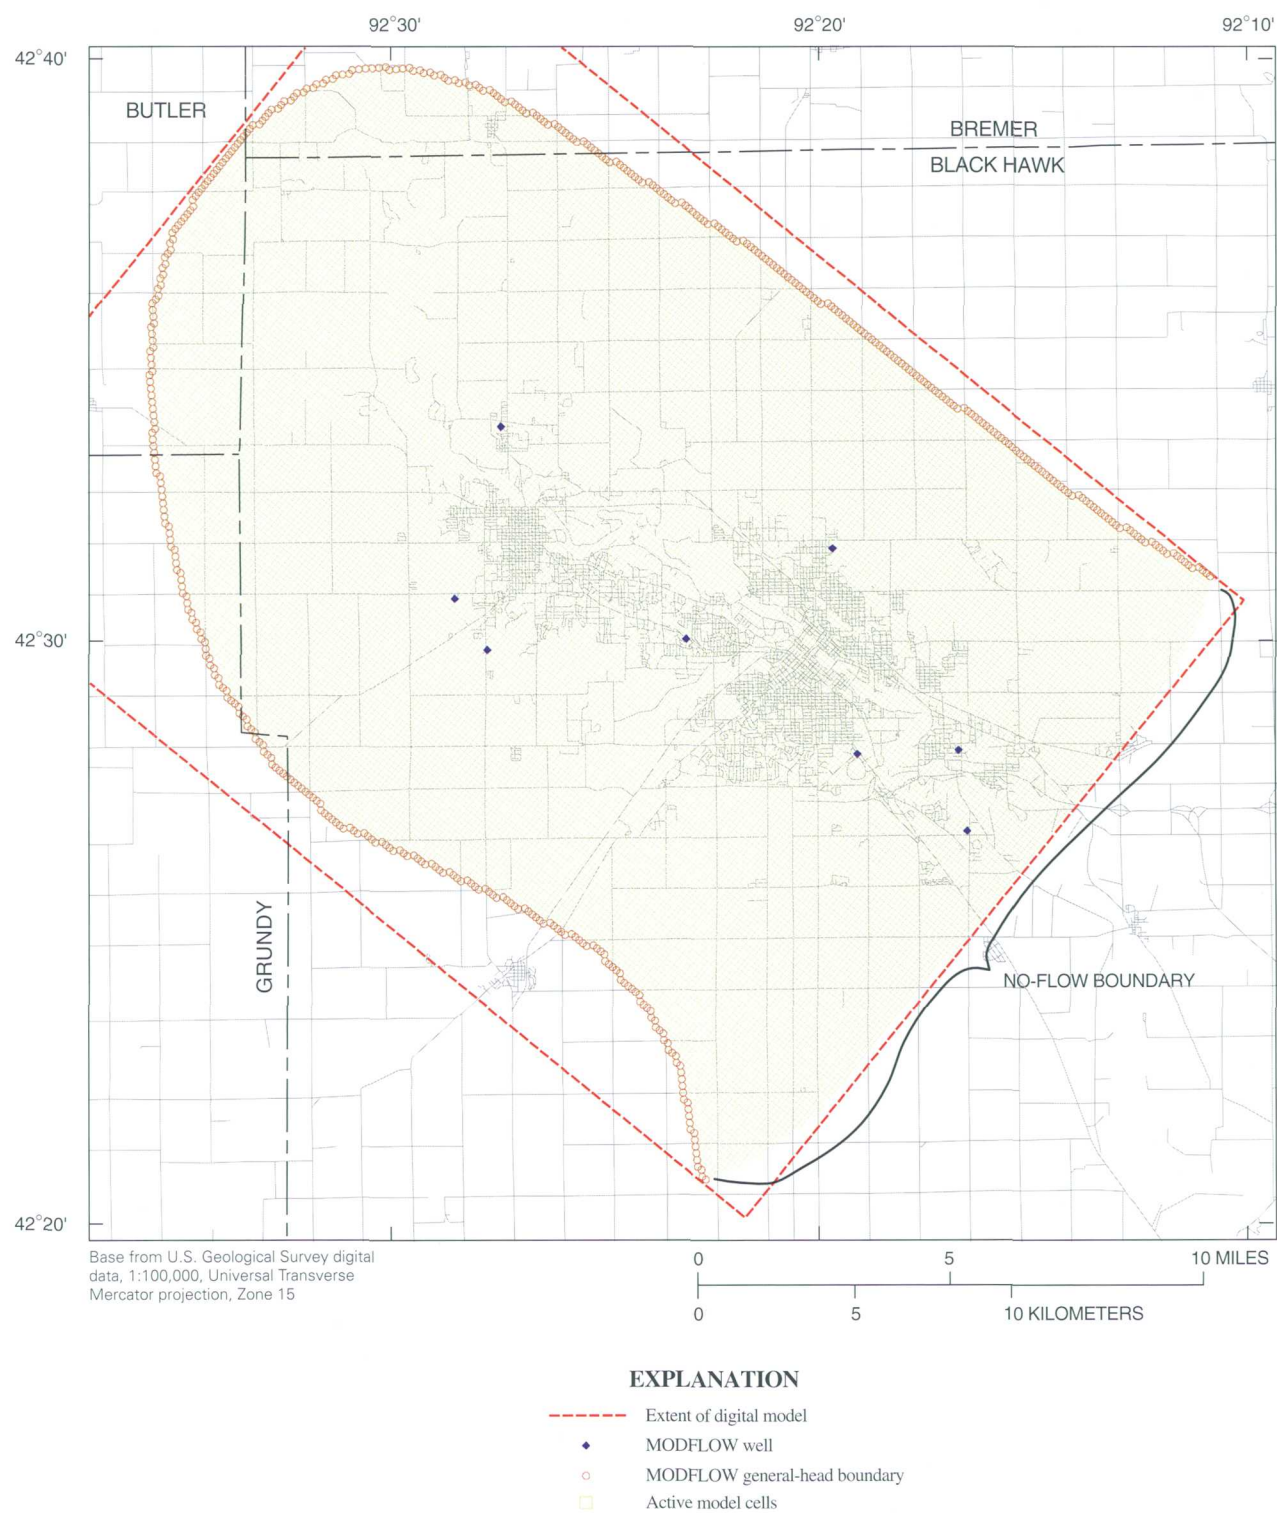 92°30'
92°20'
92°10'
42°40'
BUTLER
BREMER
BLACK HAWK
42°30'
GRUNDY
NO-FLOW BOUNDARY
42°20'
Base from U.S. Geological Survey digital
data, 1:100,000, Universal Transverse
Mercator projection, Zone 15
0 5 10 MILES
0 5 10 KILOMETERS
EXPLANATION
Extent of digital model
MODFLOW well
MODFLOW general-head boundary
Active model cells